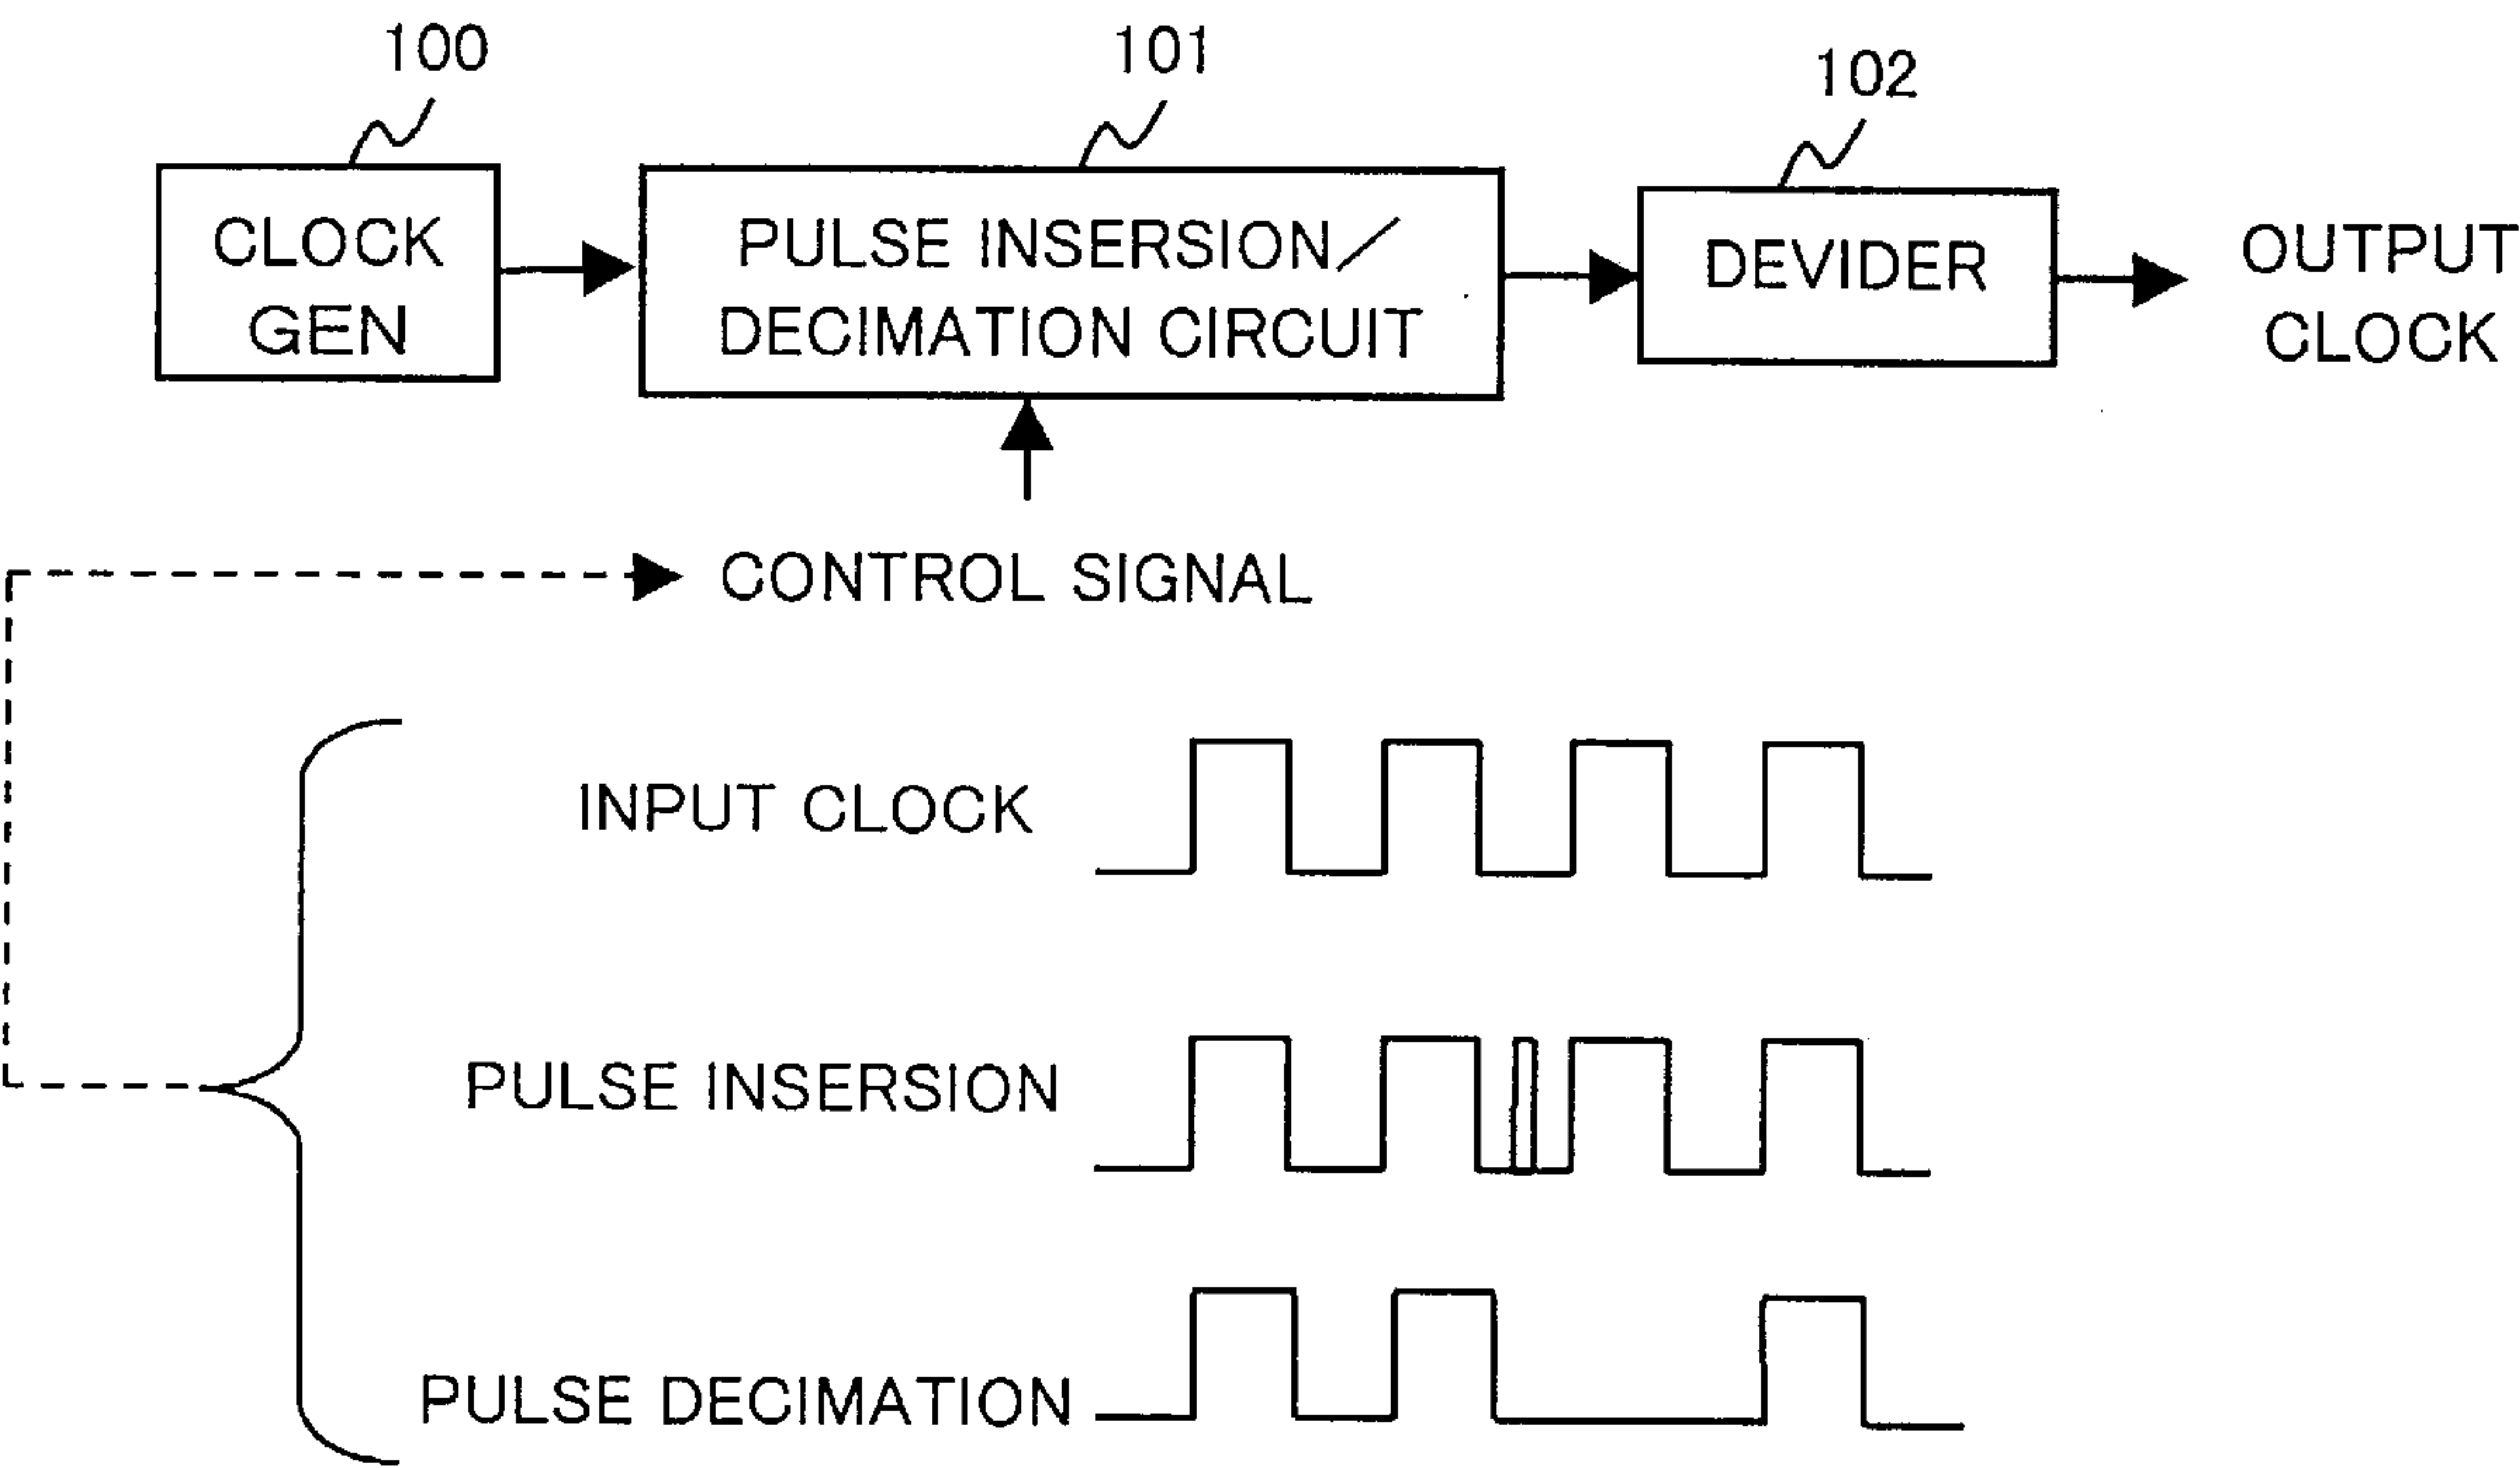 100
101
102
CLOCK
GEN
PULSE INSERSION/
DECIMATION CIRCUIT
DEVIDER
OUTPUT
CLOCK
CONTROL SIGNAL
INPUT CLOCK
PULSE INSERSION
PULSE DECIMATION